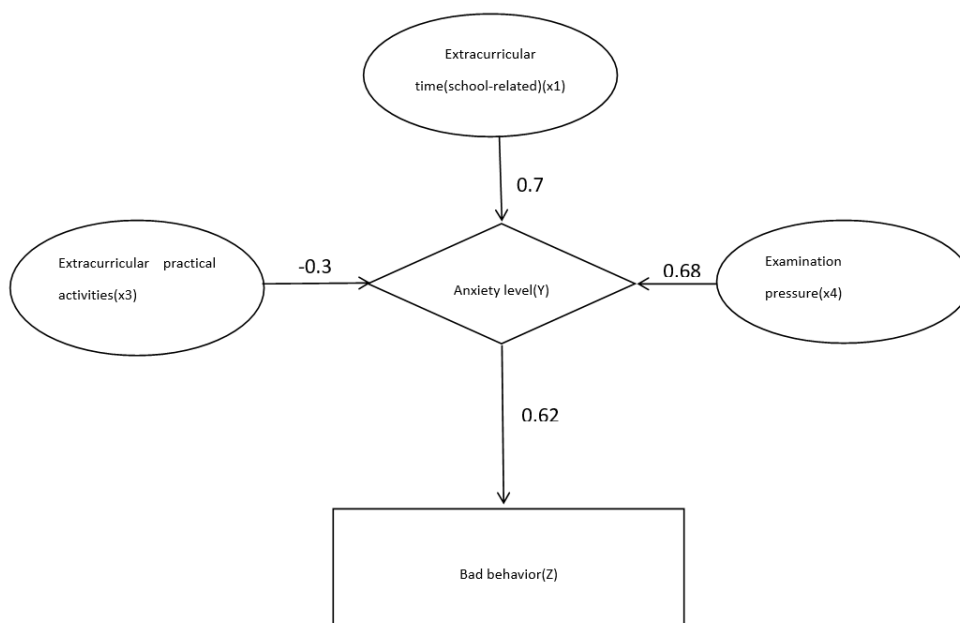 Extracurricular
time(school-related)(x1)
0.7
Extracurricular practical
activities(x3)
-0.3
Anxiety level(Y)
0.68
Examination
pressure(x4)
0.62
Bad behavior(Z)